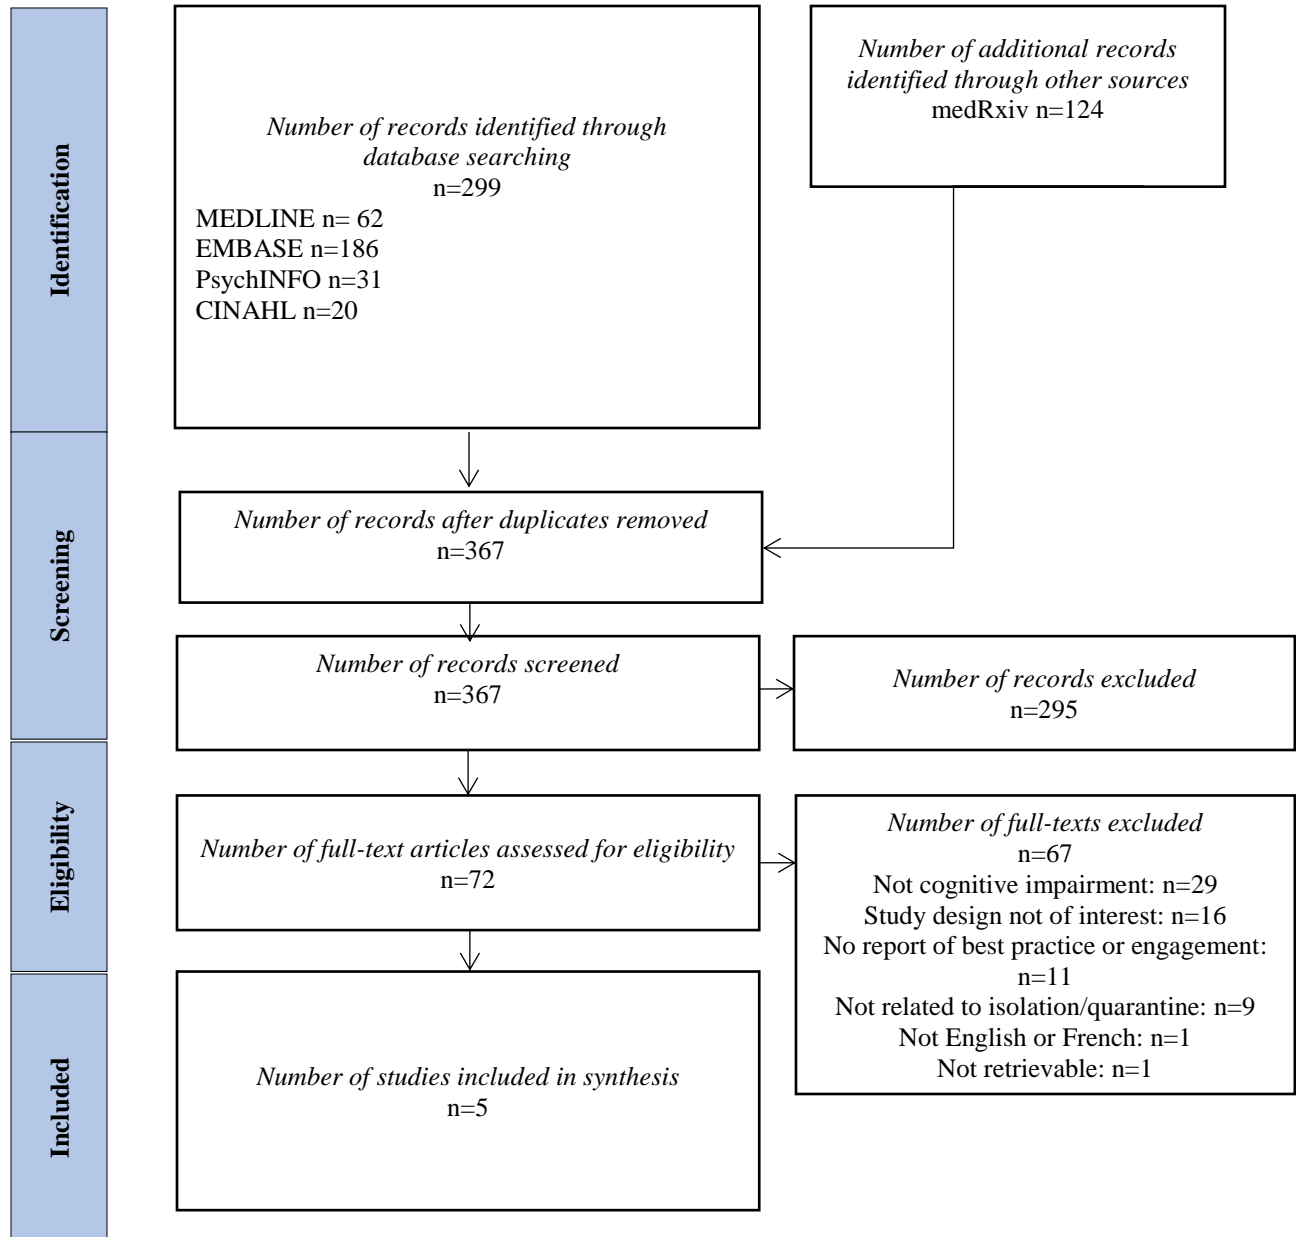 Identification
Number of records identified through
database searching
n=299
MEDLINE n= 62
EMBASE n=186
PsychINFO n=31
CINAHL n=20
Number of additional records
identified through other sources
medRxiv n=124
Screening
Number of records after duplicates removed
n=367
Number of records screened
n=367
Number of records excluded
n=295
Eligibility
Number of full-text articles assessed for eligibility
n=72
Number of full-texts excluded
n=67
Not cognitive impairment: n=29
Study design not of interest: n=16
No report of best practice or engagement:
n=11
Not related to isolation/quarantine: n=9
Not English or French: n=1
Not retrievable: n=1
Included
Number of studies included in synthesis
n=5